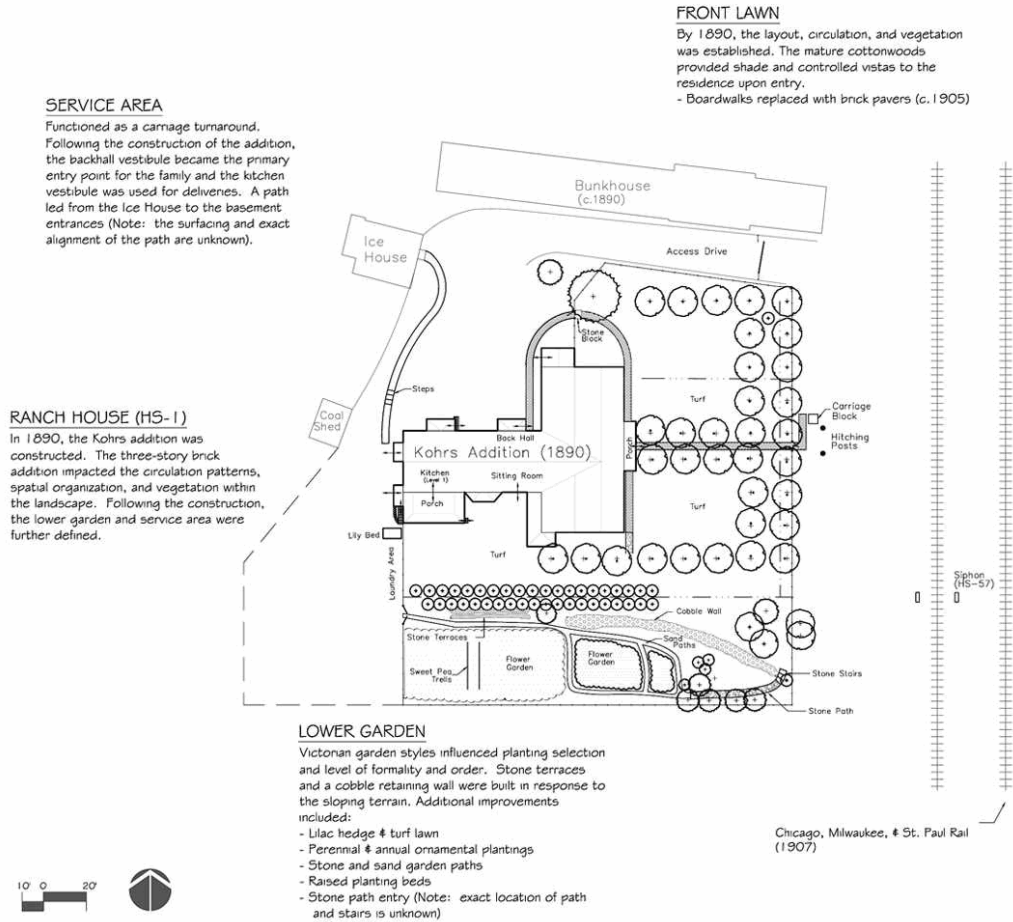 FRONT LAWN
By 1890, the layout, circulation, and vegetation
was established. The mature cottonwoods
provided shade and controlled vistas to the
residence upon entry.
- Boardwalks replaced with brick pavers (c.1905)
SERVICE AREA
Functioned as a carriage turnaround.
Following the construction of the addition,
the backhall vestibule became the primary
entry point for the family and the kitchen
vestibule was used for deliveries. A path
led from the Ice House to the basement
entrances (Note: the surfacing and exact
alignment of the path are unknown).
Bunkhouse
(c.1890)
Ice
House
Access Drive
Stone
Block
Steps
Turf
RANCH HOUSE (HS-1)
In 1890, the Kohrs addition was
constructed. The three-story brick
addition impacted the circulation patterns,
spatial organization, and vegetation within
the landscape. Following the construction,
the lower garden and service area were
further defined.
Coal
Shed
Carriage
Block
Hitching
Posts
Back Hall
Kohrs Addition (1890)
Porch
Kitchen
(Level 1)
Sitting Room
Porch
Turf
Lily Bed
Laundry Area
Turf
Siphon
(HS-57)
Cobble Wall
Stone Terraces
Sand
Paths
Sweet Pea
Trells
Flower
Garden
Flower
Garden
Stone Stairs
Stone Path
LOWER GARDEN
Victorian garden styles influenced planting selection
and level of formality and order. Stone terraces
and a cobble retaining wall were built in response to
the sloping terrain. Additional improvements
included:
- Lilac hedge & turf lawn
- Perennial & annual ornamental plantings
- Stone and sand garden paths
- Raised planting beds
- Stone path entry (Note: exact location of path
and stairs is unknown)
Chicago, Milwaukee, & St. Paul Rail
(1907)
10' 0 20'